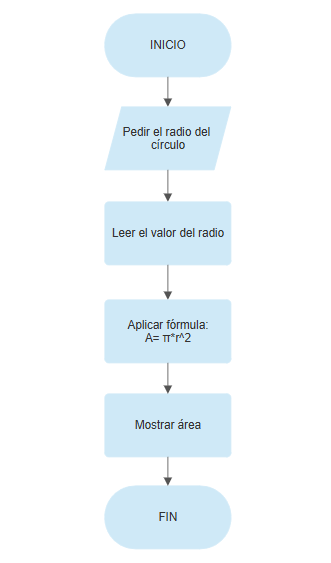 INICIO
Pedir el radio del
círculo
Leer el valor del radio
Aplicar fórmula:
A= π*r^2
Mostrar área
FIN